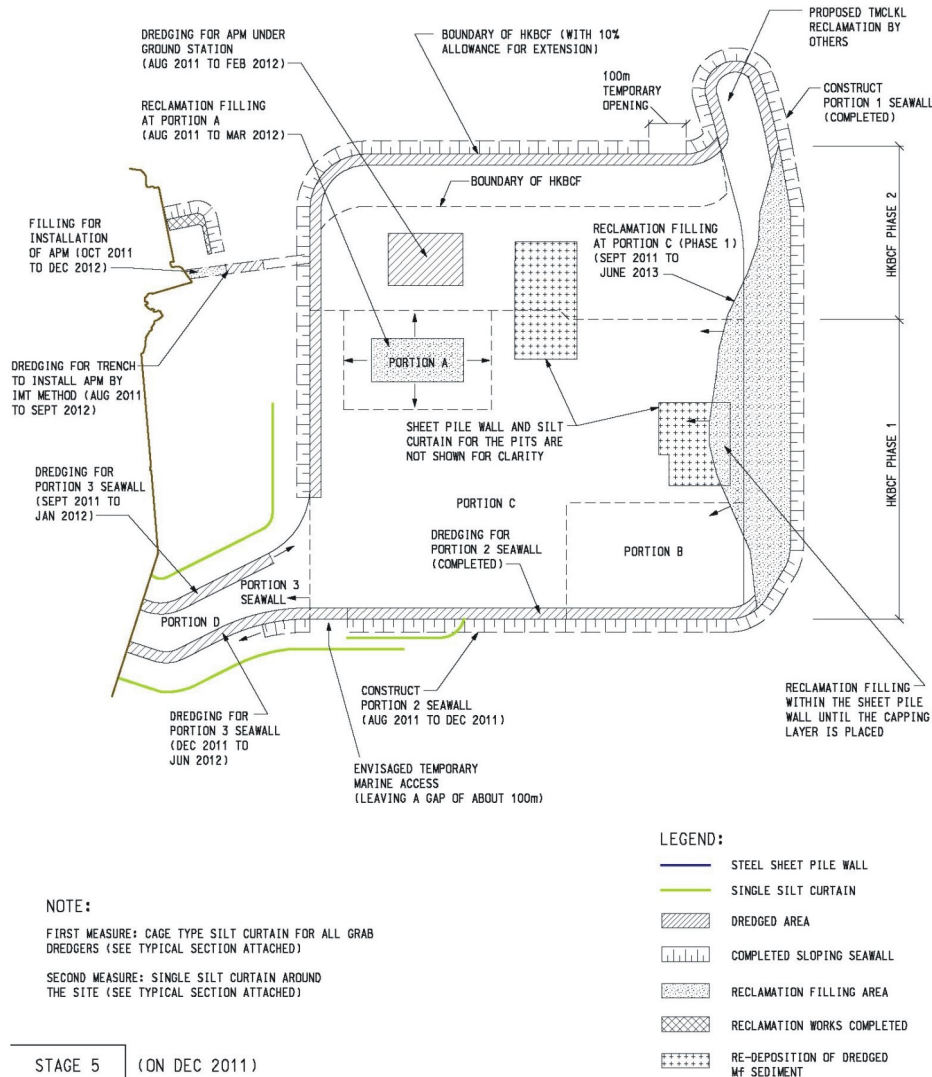 DREDGING FOR APM UNDER
GROUND STATION
(AUG 2011 TO FEB 2012)
BOUNDARY OF HKBCF (WITH 10%
ALLOWANCE FOR EXTENSION)
PROPOSED TMCLKL
RECLAMATION BY
OTHERS
100m
TEMPORARY
OPENING
CONSTRUCT
PORTION 1 SEAWALL
(COMPLETED)
RECLAMATION FILLING
AT PORTION A
(AUG 2011 TO MAR 2012)
BOUNDARY OF HKBCF
HKBCF PHASE 2
FILLING FOR
INSTALLATION
OF APM (OCT 2011
TO DEC 2012)
RECLAMATION FILLING
AT PORTION C (PHASE 1)
(SEPT 2011 TO
JUNE 2013)
PORTION A
DREDGING FOR TRENCH
TO INSTALL APM BY
IMT METHOD (AUG 2011
TO SEPT 2012)
SHEET PILE WALL AND SILT
CURTAIN FOR THE PITS ARE
NOT SHOWN FOR CLARITY
HKBCF PHASE 1
DREDGING FOR
PORTION 3 SEAWALL
(SEPT 2011 TO
JAN 2012)
PORTION C
DREDGING FOR
PORTION 2 SEAWALL
(COMPLETED)
PORTION B
PORTION 3
SEAWALL
PORTION D
CONSTRUCT
PORTION 2 SEAWALL
(AUG 2011 TO DEC 2011)
RECLAMATION FILLING
WITHIN THE SHEET PILE
WALL UNTIL THE CAPPING
LAYER IS PLACED
DREDGING FOR
PORTION 3 SEAWALL
(DEC 2011 TO
JUN 2012)
ENVISAGED TEMPORARY
MARINE ACCESS
(LEAVING A GAP OF ABOUT 100m)
LEGEND:
STEEL SHEET PILE WALL
SINGLE SILT CURTAIN
DREDGED AREA
COMPLETED SLOPING SEAWALL
RECLAMATION FILLING AREA
RECLAMATION WORKS COMPLETED
RE-DEPOSITION OF DREDGED
Mf SEDIMENT
NOTE:
FIRST MEASURE: CAGE TYPE SILT CURTAIN FOR ALL GRAB
DREDGERS (SEE TYPICAL SECTION ATTACHED)
SECOND MEASURE: SINGLE SILT CURTAIN AROUND
THE SITE (SEE TYPICAL SECTION ATTACHED)
STAGE 5 (ON DEC 2011)